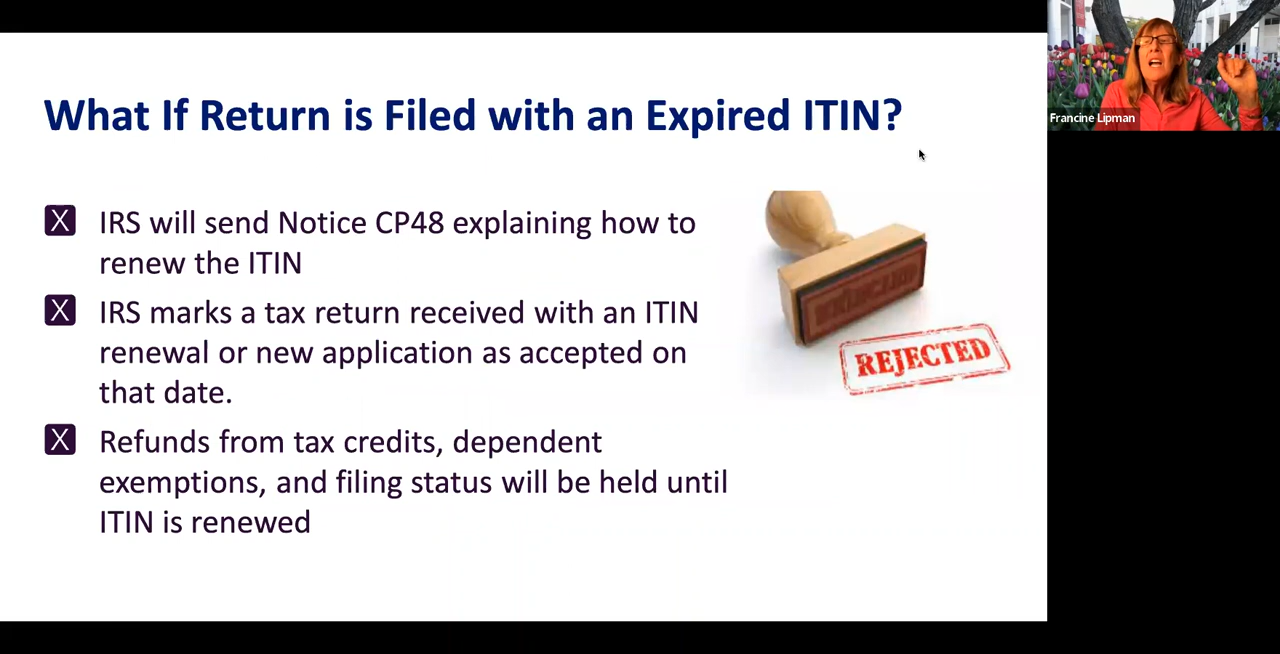 What If Return is Filed with an Expired ITIN?
Francine Lipman
X IRS will send Notice CP48 explaining how to
renew the ITIN
X IRS marks a tax return received with an ITIN
renewal or new application as accepted on
that date.
X Refunds from tax credits, dependent
exemptions, and filing status will be held until
ITIN is renewed
REJECTED